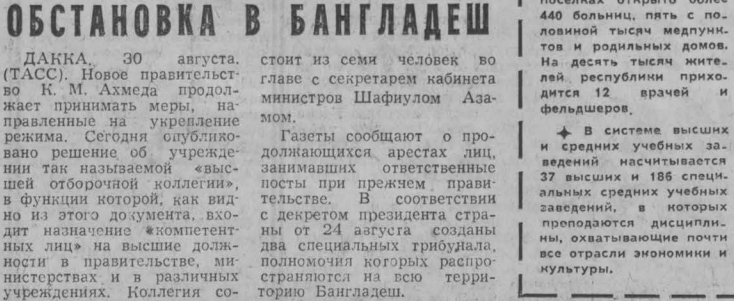 ОБСТАНОВКА В БАНГЛАДЕШ
ДАККА, 30 августа.
(ТАСС). Новое правительст-
во К. М. Ахмеда продол-
жает принимать меры, на-
правленные на укрепление
режима. Сегодня опублико-
вано решение об учрежде-
нии так называемой «выс-
шей отборочной коллегии»,
в функции которой, как вид-
но из этого документа, вхо-
дит назначение «компетент-
ных лиц» на высшие долж-
ности в правительстве, ми-
нистерствах и в различных
учреждениях. Коллегия со-
стоит из семи человек во
главе с секретарем кабинета
министров Шафиулом Аза-
мом.
Газеты сообщают о про-
должающихся арестах лиц,
занимавших ответственные
посты при прежнем прави-
тельстве. В соответствии
с декретом президента стра-
ны от 24 августа созданы
два специальных трибунала,
полномочия которых распро-
страняются на всю терри-
торию Бангладеш.
поселках открыто более
440 больниц, пять с по-
ловиной тысяч медпунк-
тов и родильных домов.
На десять тысяч жите-
лей республики прихо-
дится 12 врачей и
фельдшеров.
В системе высших
и средних учебных за-
ведений насчитывается
37 высших и 186 специ-
альных средних учебных
заведений, в которых
преподаются дисципли-
ны, охватывающие почти
все отрасли экономики и
культуры.